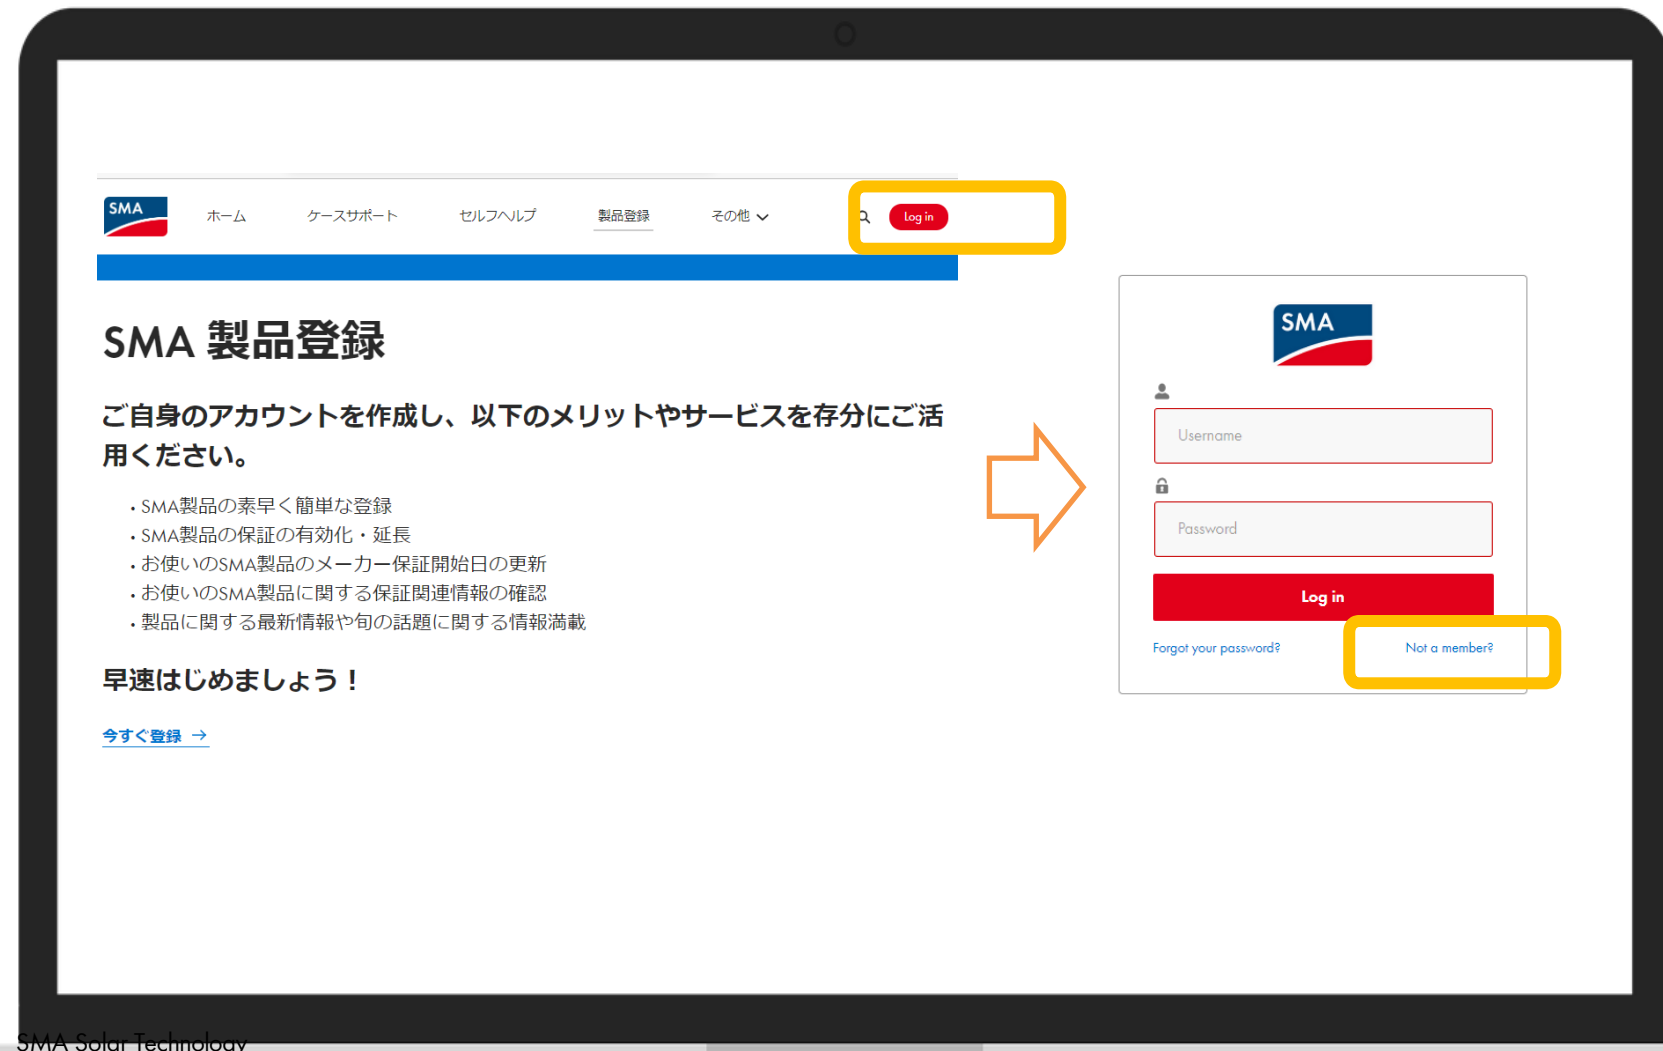 SMA
ホーム ケースサポート セルフヘルプ 製品登録 その他 Log in
SMA 製品登録
ご自身のアカウントを作成し、以下のメリットやサービスを存分にご活
用ください。
・SMA製品の素早く簡単な登録
・SMA製品の保証の有効化・延長
・お使いのSMA製品のメーカー保証開始日の更新
・お使いのSMA製品に関する保証関連情報の確認
・製品に関する最新情報や旬の話題に関する情報満載
早速はじめましょう！
今すぐ登録 →
SMA
Username
Password
Log in
Forgot your password? Not a member?
SMA Solar Technology